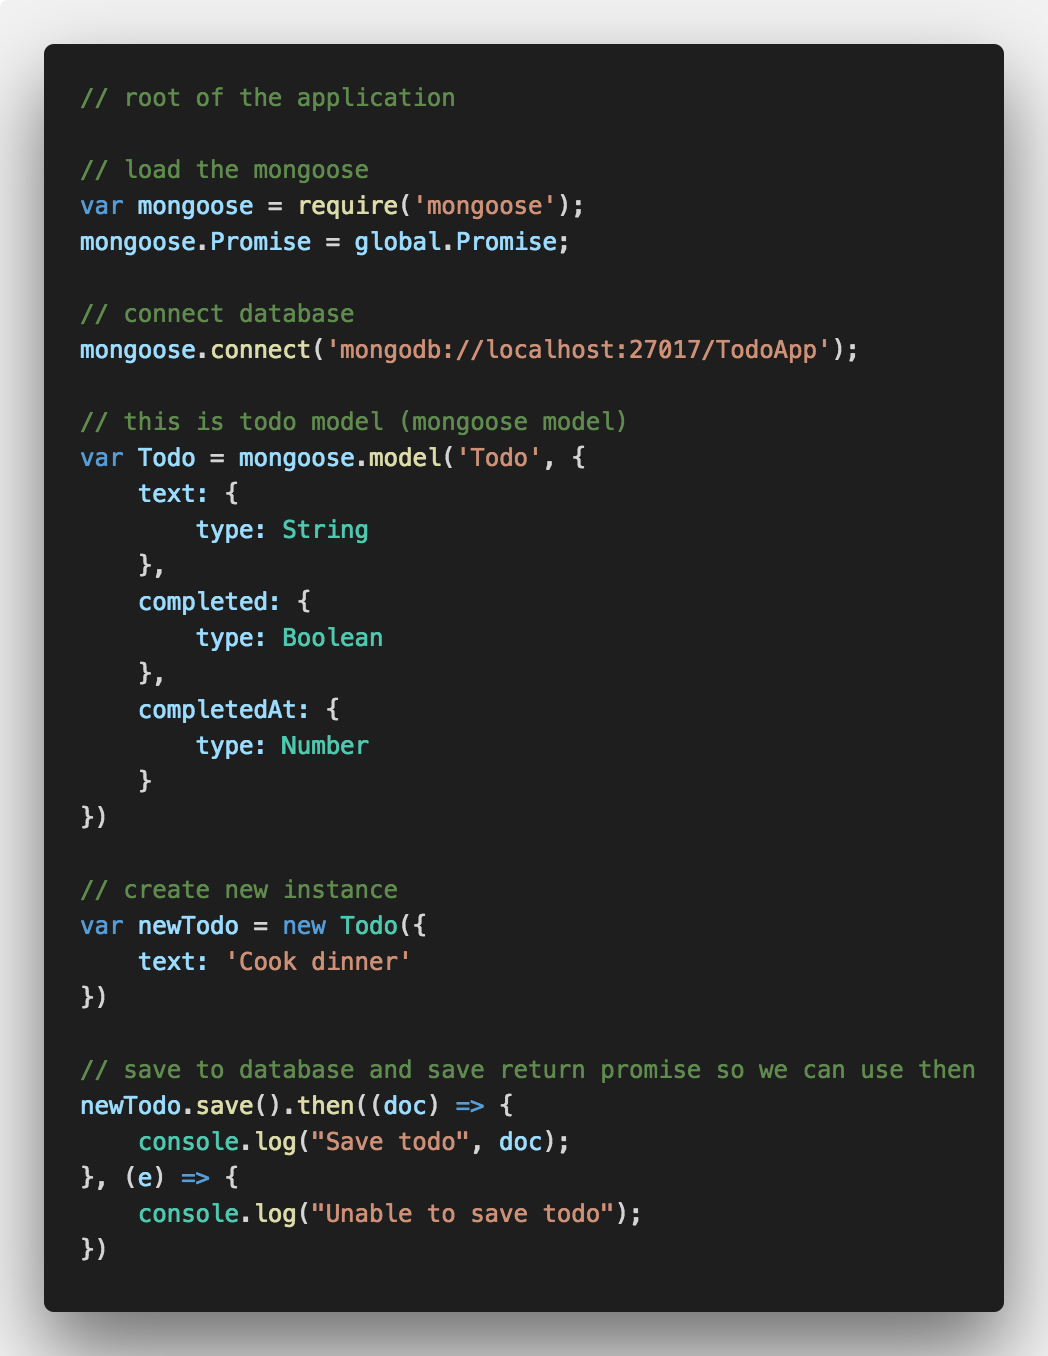 // root of the application

// load the mongoose
var mongoose = require('mongoose');
mongoose.Promise = global.Promise;

// connect database
mongoose.connect('mongodb://localhost:27017/TodoApp');

// this is todo model (mongoose model)
var Todo = mongoose.model('Todo', {
    text: {
        type: String
    },
    completed: {
        type: Boolean
    },
    completedAt: {
        type: Number
    }
})

// create new instance
var newTodo = new Todo({
    text: 'Cook dinner'
})

// save to database and save return promise so we can use then
newTodo.save().then((doc) => {
    console.log("Save todo", doc);
}, (e) => {
    console.log("Unable to save todo");
})